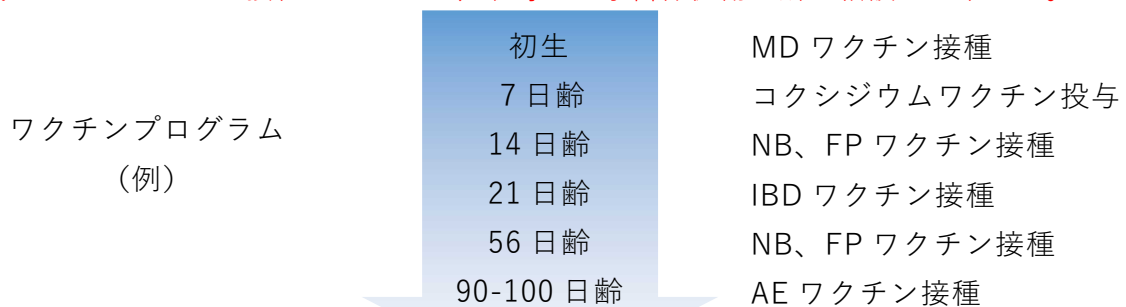 初生 MD ワクチン接種
7 日齢 コクシジウムワクチン投与
ワクチンプログラム
(例)
14 日齢 NB、FP ワクチン接種
21 日齢 IBD ワクチン接種
56 日齢 NB、FP ワクチン接種
90-100 日齢 AE ワクチン接種